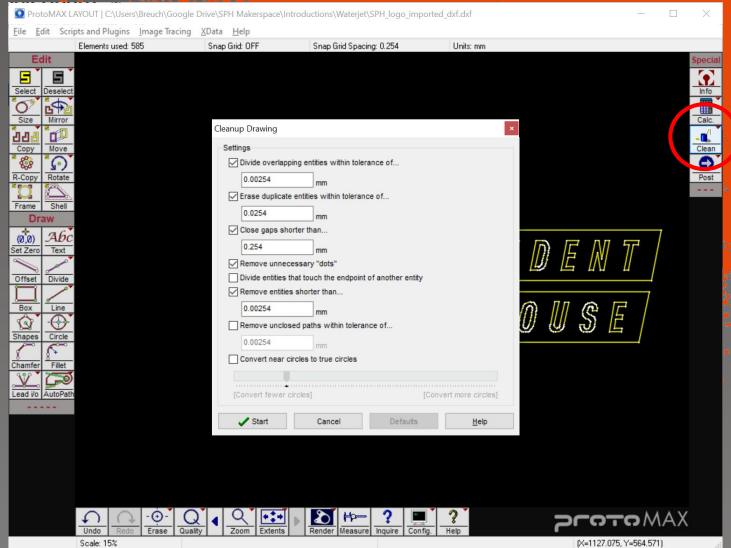 ProtoMAX LAYOUT | C:\Users\Breuch\Google Drive\SPH Makerspace\Introductions\Waterjet\SPH_logo_imported_dxf.dxf
File Edit Scripts and Plugins Image Tracing XData Help
Elements used: 585 Snap Grid: OFF Snap Grid Spacing: 0.254 Units: mm
Edit
Select Deselect
Size Mirror
Copy Move
R-Copy Rotate
Frame Shell
Draw
(0,0) Abc
Set Zero Text
Offset Divide
Box Line
Shapes Circle
Chamfer Fillet
Lead i/o AutoPath
Cleanup Drawing
Settings
Divide overlapping entities within tolerance of...
0.00254 mm
Erase duplicate entities within tolerance of...
0.0254 mm
Close gaps shorter than...
0.254 mm
Remove unnecessary "dots"
Divide entities that touch the endpoint of another entity
Remove entities shorter than...
0.00254 mm
Remove unclosed paths within tolerance of...
0.00254 mm
Convert near circles to true circles
[Convert fewer circles] [Convert more circles]
Start Cancel Defaults Help
DENT
OUSE
Special
Info
Calc.
Clean
Post
Undo Redo Erase Quality Zoom Extents Render Measure Inquire Config. Help
protoMAX
Scale: 15% (X=1127.075, Y=564.571)